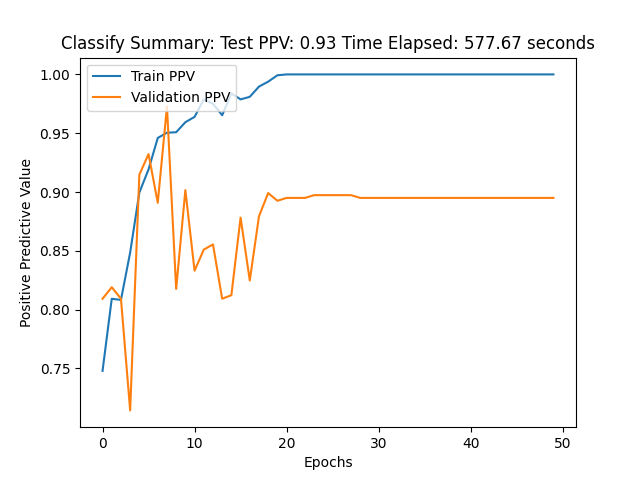 Classify Summary: Test PPV: 0.93 Time Elapsed: 577.67 seconds
Train PPV
Validation PPV
Positive Predictive Value
1.00
0.95
0.90
0.85
0.80
0.75
0 10 20 30 40 50
Epochs